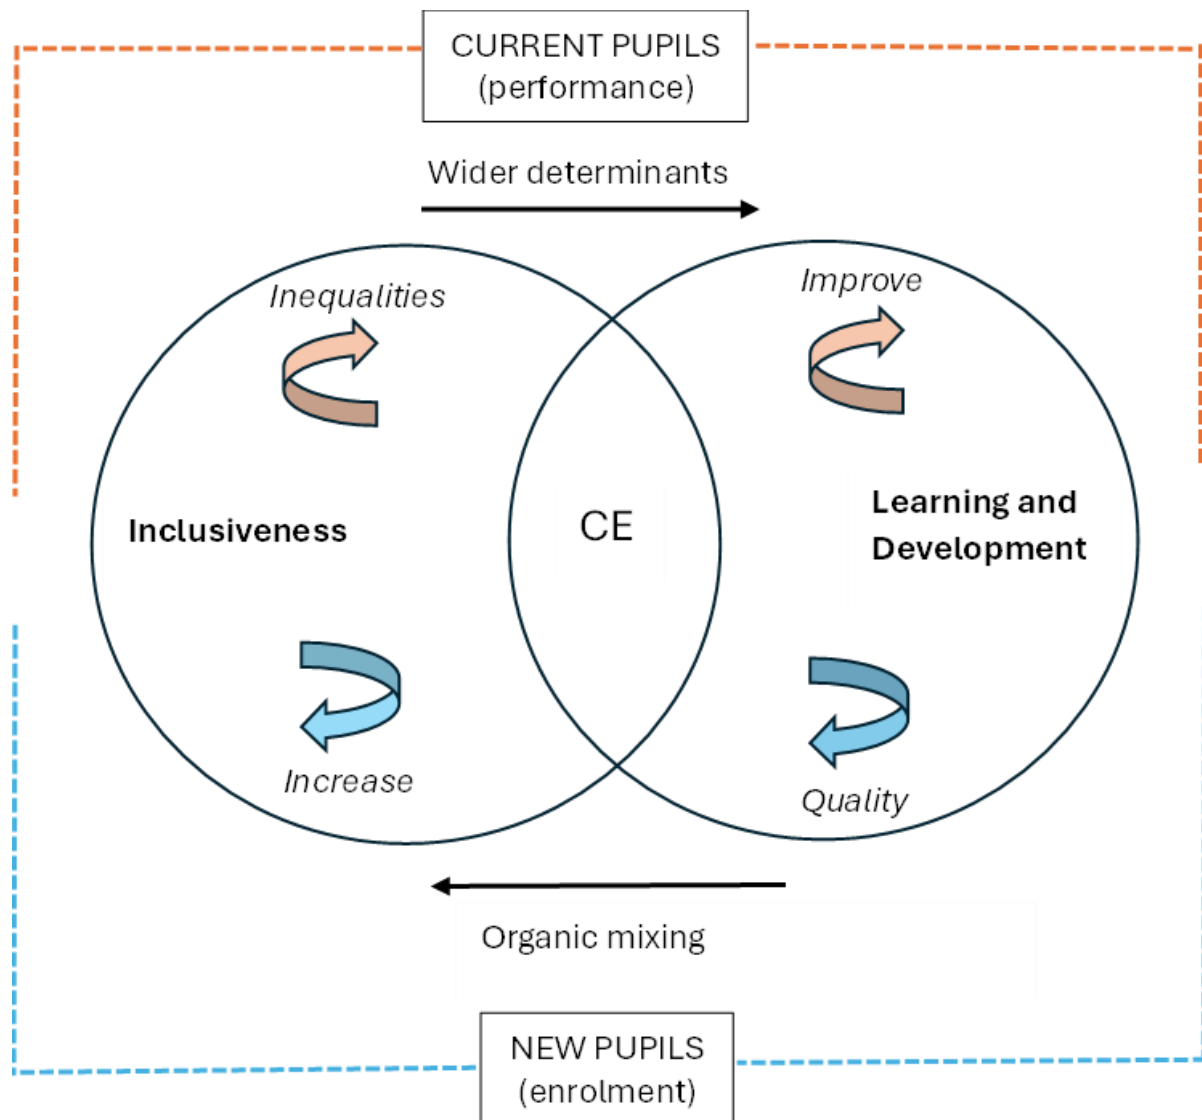 CURRENT PUPILS
(performance)
Wider determinants
Inequalities
Improve
Inclusiveness
CE
Learning and
Development
Increase
Quality
Organic mixing
NEW PUPILS
(enrolment)